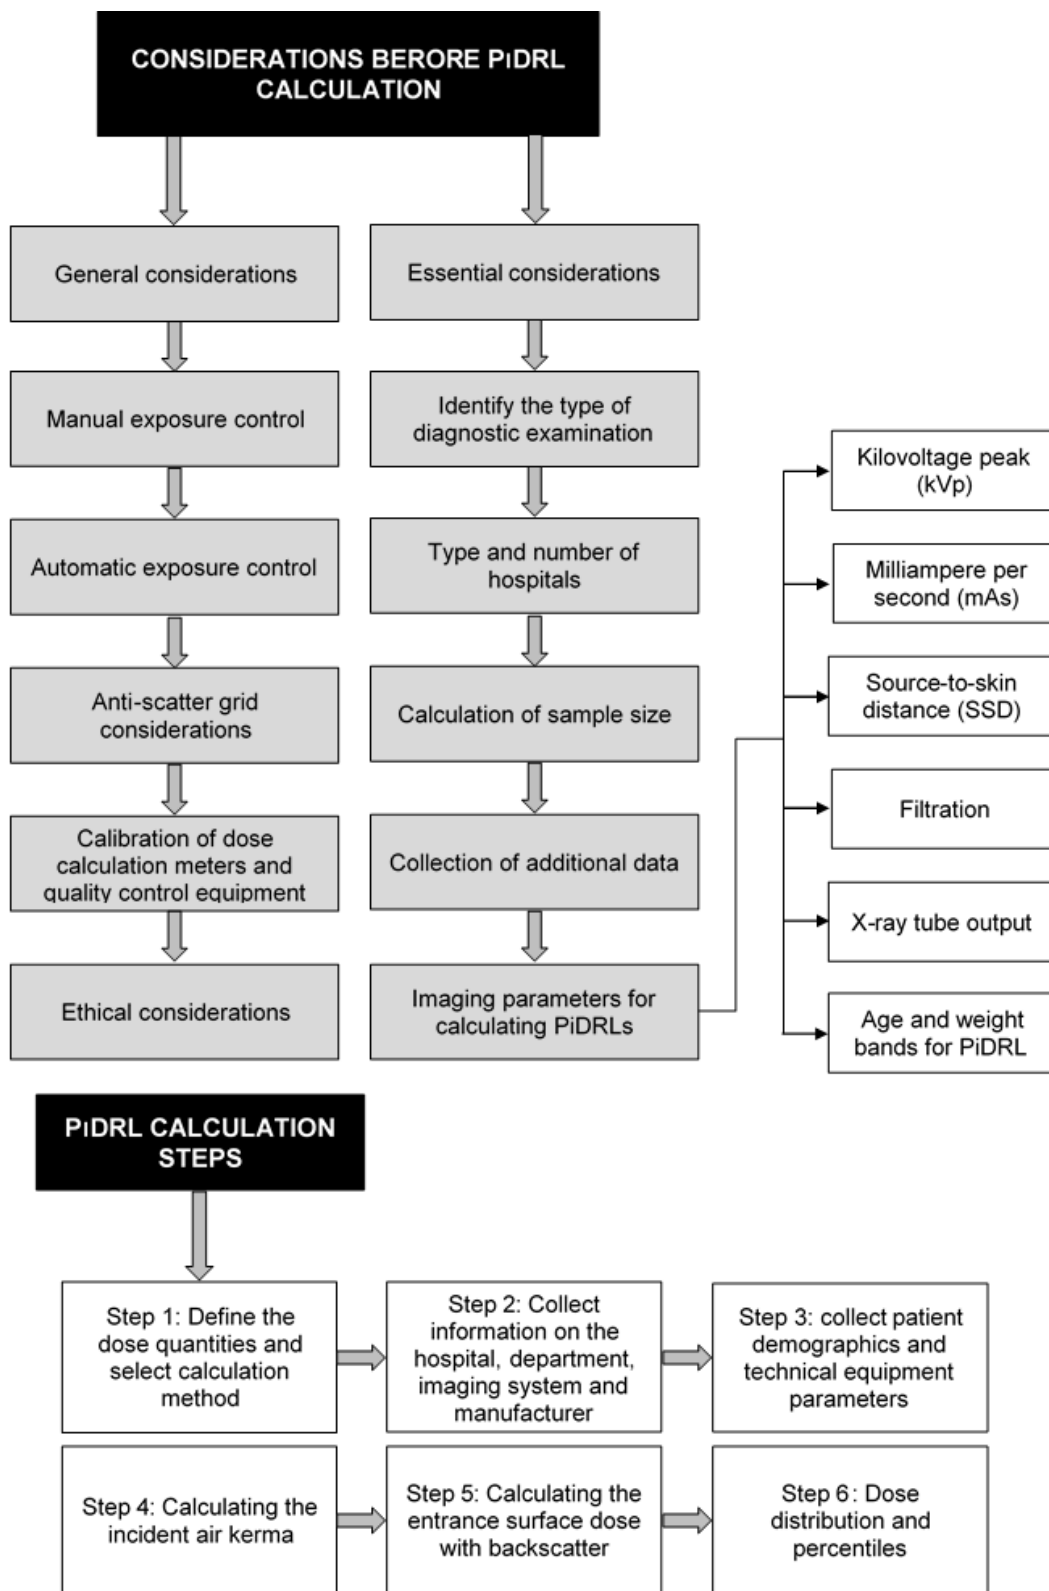 CONSIDERATIONS BERORE PiDRL
CALCULATION
General considerations
Manual exposure control
Automatic exposure control
Anti-scatter grid
considerations
Calibration of dose
calculation meters and
quality control equipment
Ethical considerations
Essential considerations
Identify the type of
diagnostic examination
Type and number of
hospitals
Calculation of sample size
Collection of additional data
Imaging parameters for
calculating PiDRLs
Kilovoltage peak
(kVp)
Milliampere per
second (mAs)
Source-to-skin
distance (SSD)
Filtration
X-ray tube output
Age and weight
bands for PiDRL
PiDRL CALCULATION
STEPS
Step 1: Define the
dose quantities and
select calculation
method
Step 2: Collect
information on the
hospital, department,
imaging system and
manufacturer
Step 3: collect patient
demographics and
technical equipment
parameters
Step 4: Calculating the
incident air kerma
Step 5: Calculating the
entrance surface dose
with backscatter
Step 6: Dose
distribution and
percentiles